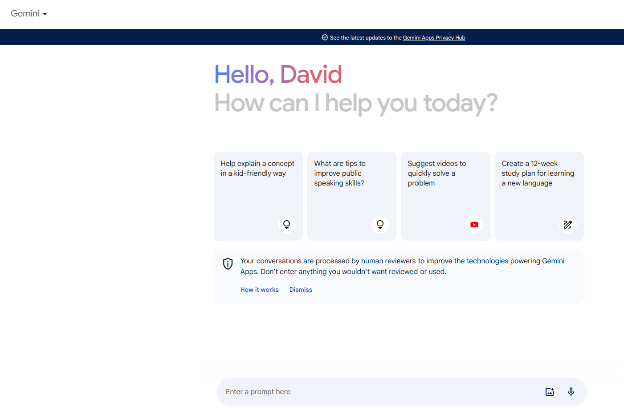 Gemini
See the latest updates to the Gemini Apps Privacy Hub
Hello, David
How can I help you today?
Help explain a concept
in a kid-friendly way
What are tips to
improve public
speaking skills?
Suggest videos to
quickly solve a
problem
Create a 12-week
study plan for learning
a new language
Your conversations are processed by human reviewers to improve the technologies powering Gemini
Apps. Don't enter anything you wouldn't want reviewed or used.
How it works Dismiss
Enter a prompt here